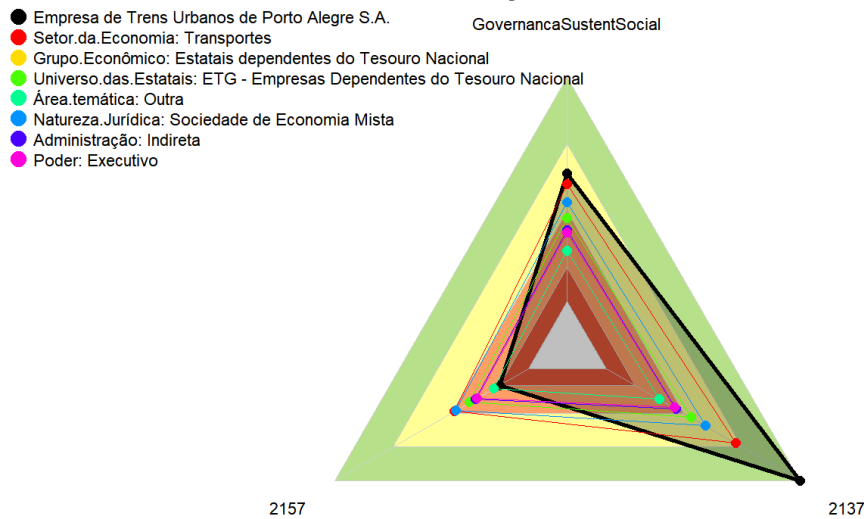 Empresa de Trens Urbanos de Porto Alegre S.A.
GovernancaSustentSocial
Setor.da.Economia: Transportes
Grupo.Econômico: Estatais dependentes do Tesouro Nacional
Universo.das.Estatais: ETG - Empresas Dependentes do Tesouro Nacional
Área.temática: Outra
Natureza.Jurídica: Sociedade de Economia Mista
Administração: Indireta
Poder: Executivo
2157
2137